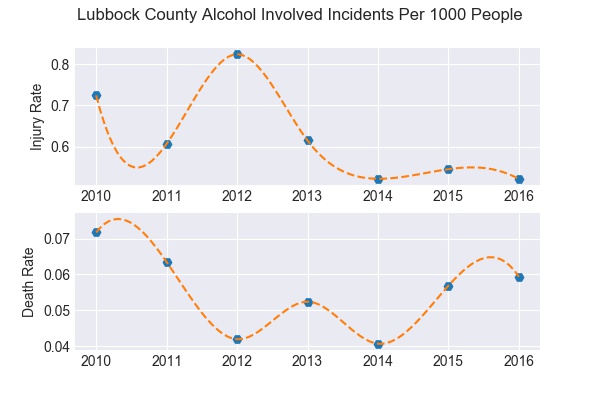 Lubbock County Alcohol Involved Incidents Per 1000 People
Injury Rate
0.8
0.7
0.6
2010 2011 2012 2013 2014 2015 2016
Death Rate
0.07
0.06
0.05
0.04
2010 2011 2012 2013 2014 2015 2016